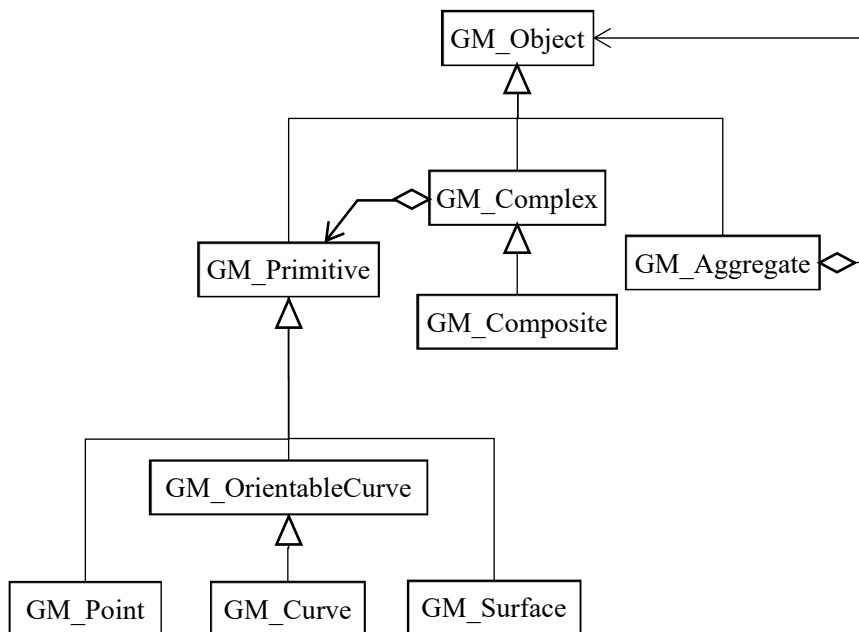 GM_Object
GM_Complex
GM_Primitive
GM_Aggregate
GM_Composite
GM_OrientableCurve
GM_Point
GM_Curve
GM_Surface